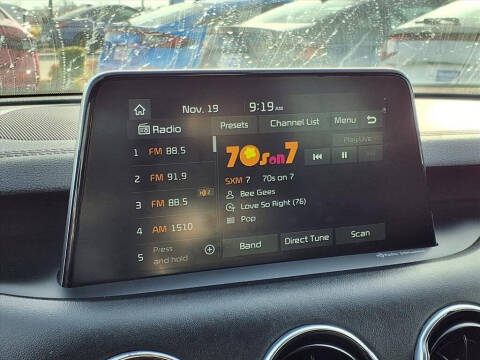 Nov. 19 9:19 AM
Radio Presets Channel List Menu
Play Live
1 FM 88.5
70s on 7
2 FM 91.9
SXM 7 70s on 7
Bee Gees
3 FM 88.5
Love So Right (76)
Pop
4 AM 1510
5 Press and hold
Band Direct Tune Scan